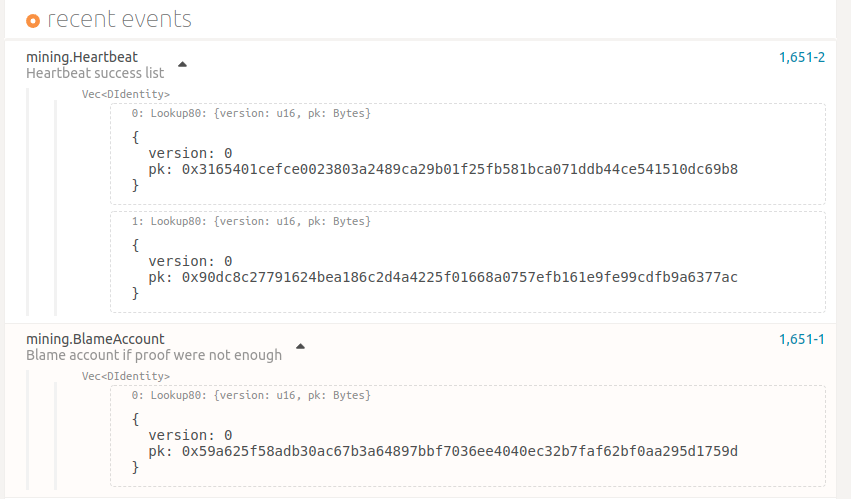 recent events
mining.Heartbeat
1,651-2
Heartbeat success list
Vec<DIdentity>
0: Lookup80: {version: u16, pk: Bytes}
{
version: 0
pk: 0x3165401cefce0023803a2489ca29b01f25fb581bca071ddb44ce541510dc69b8
}
1: Lookup80: {version: u16, pk: Bytes}
{
version: 0
pk: 0x90dc8c27791624bea186c2d4a4225f01668a0757efb161e9fe99cdfb9a6377ac
}
mining.BlameAccount
1,651-1
Blame account if proof were not enough
Vec<DIdentity>
0: Lookup80: {version: u16, pk: Bytes}
{
version: 0
pk: 0x59a625f58adb30ac67b3a64897bbf7036ee4040ec32b7faf62bf0aa295d1759d
}